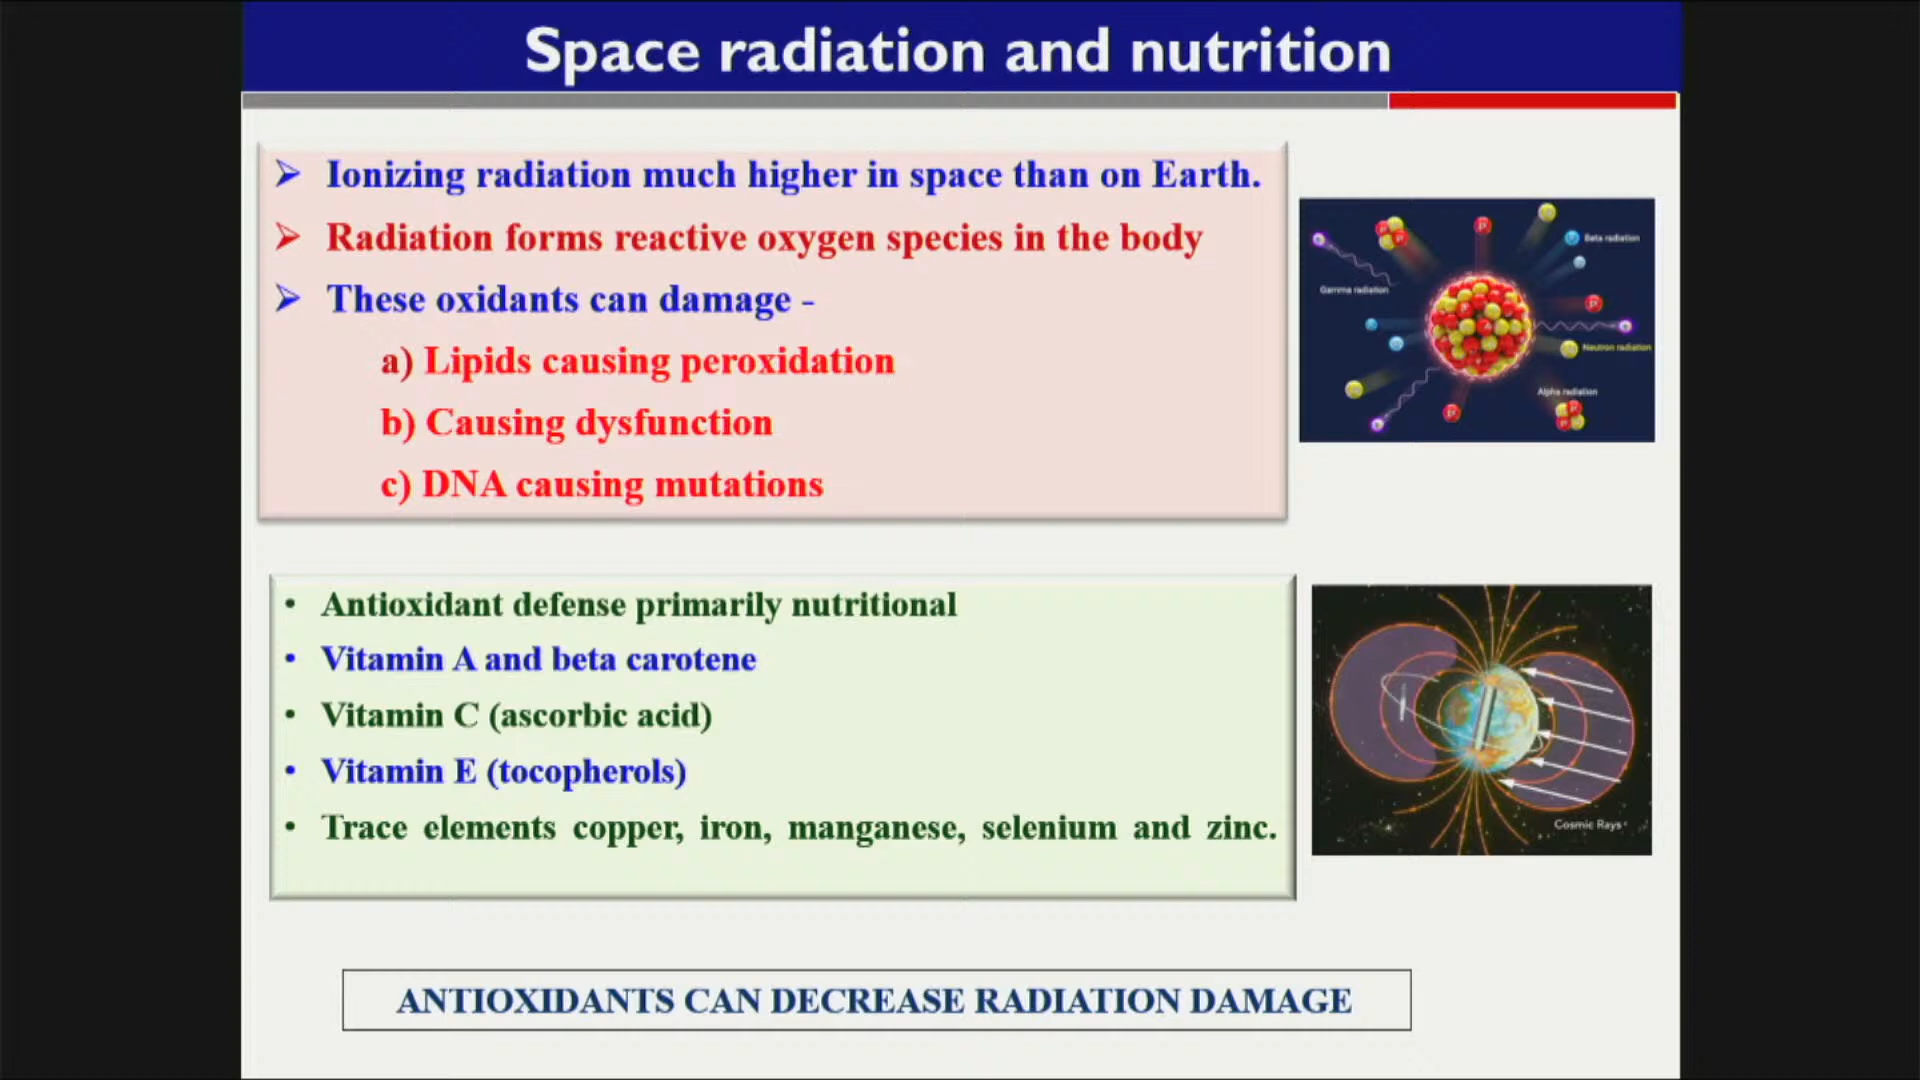 Space radiation and nutrition
➢ Ionizing radiation much higher in space than on Earth.
➢ Radiation forms reactive oxygen species in the body
➢ These oxidants can damage -
a) Lipids causing peroxidation
b) Causing dysfunction
c) DNA causing mutations
Beta radiation
Gamma radiation
Neutron radiation
Alpha radiation
• Antioxidant defense primarily nutritional
• Vitamin A and beta carotene
• Vitamin C (ascorbic acid)
• Vitamin E (tocopherols)
• Trace elements copper, iron, manganese, selenium and zinc.
Cosmic Rays
ANTIOXIDANTS CAN DECREASE RADIATION DAMAGE